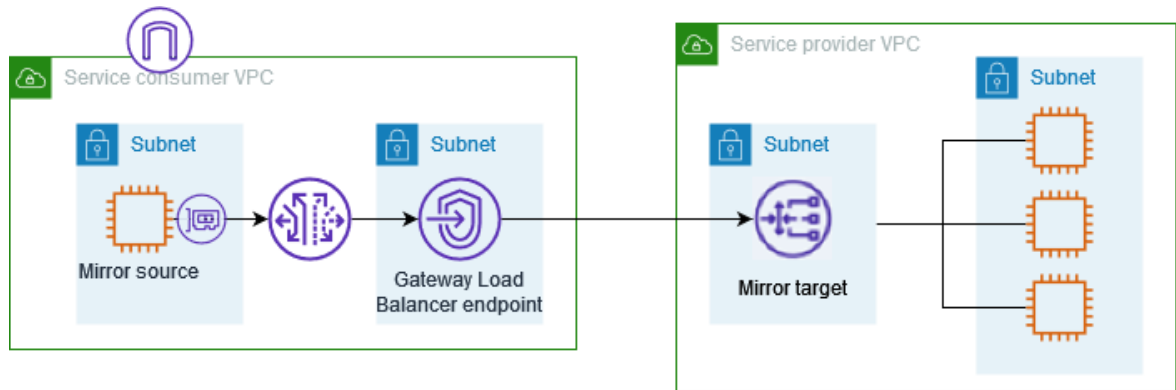 Service consumer VPC
Subnet
Mirror source
Subnet
Gateway Load
Balancer endpoint
Service provider VPC
Subnet
Mirror target
Subnet